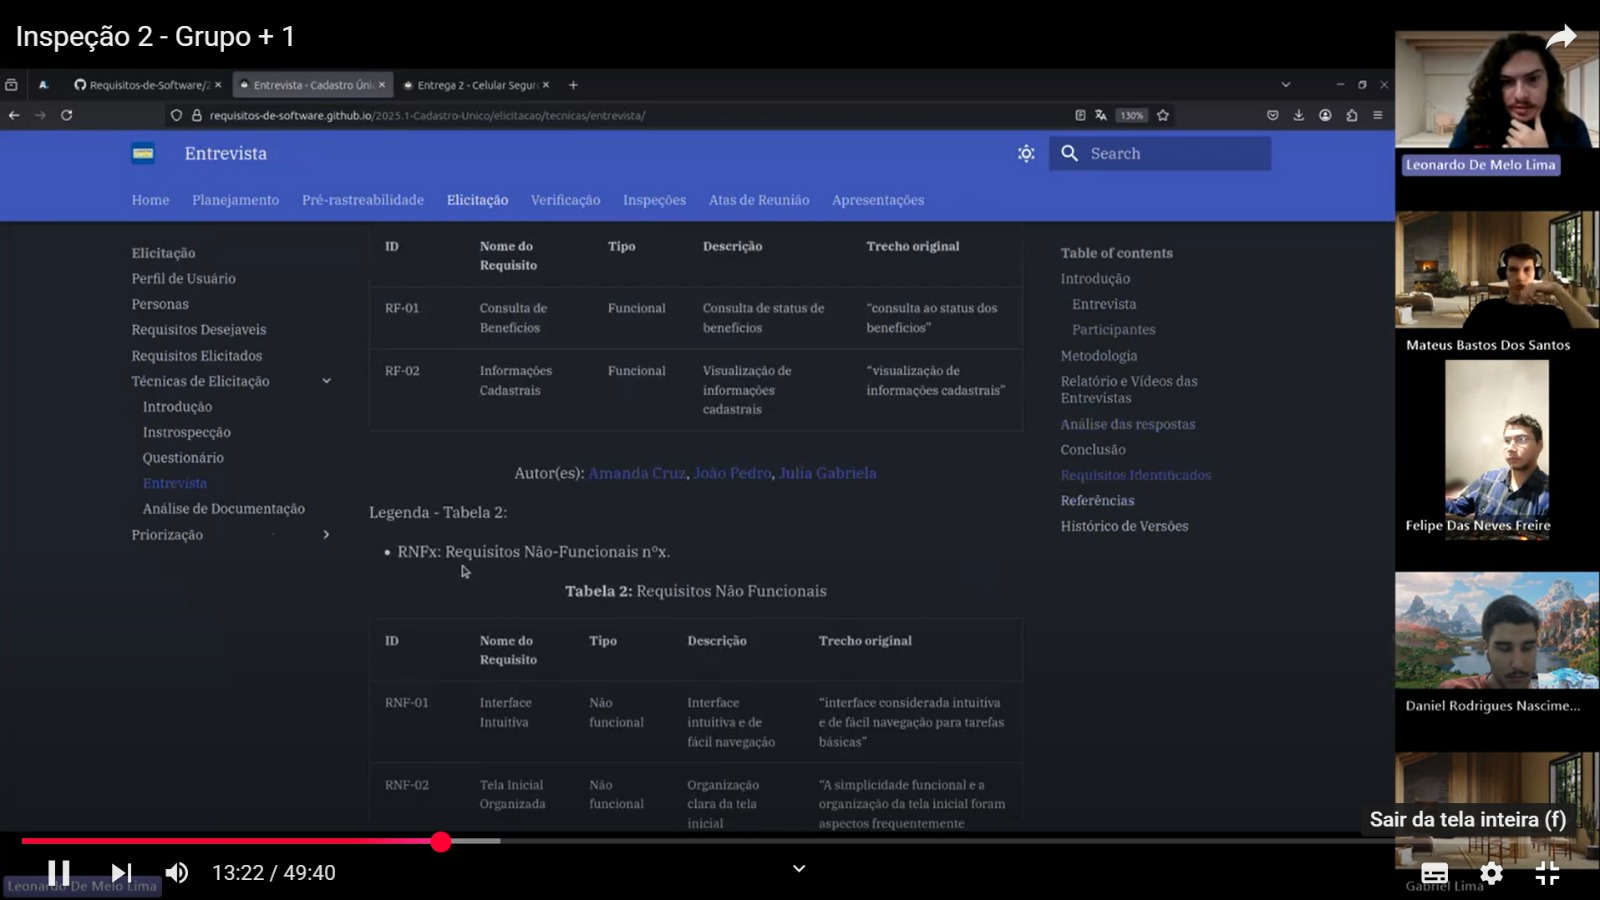 Inspeção 2 - Grupo + 1
Requisitos-de-Software/2
Entrevista - Cadastro Úni
Entrega 2 - Celular Segur
requisitos-de-software.github.io/2025.1-Cadastro-Unico/elicitacao/tecnicas/entrevista/
130%
Entrevista
Search
Home Planejamento Pré-rastreabilidade Elicitação Verificação Inspeções Atas de Reunião Apresentações
Elicitação
Perfil de Usuário
Personas
Requisitos Desejaveis
Requisitos Elicitados
Técnicas de Elicitação
Introdução
Instrospecção
Questionário
Entrevista
Análise de Documentação
Priorização
ID Nome do Requisito Tipo Descrição Trecho original
RF-01 Consulta de Benefícios Funcional Consulta de status de benefícios "consulta ao status dos benefícios"
RF-02 Informações Cadastrais Funcional Visualização de informações cadastrais "visualização de informações cadastrais"
Autor(es): Amanda Cruz, João Pedro, Julia Gabriela
Legenda - Tabela 2:
• RNFx: Requisitos Não-Funcionais nºx.
Tabela 2: Requisitos Não Funcionais
ID Nome do Requisito Tipo Descrição Trecho original
RNF-01 Interface Intuitiva Não funcional Interface intuitiva e de fácil navegação "interface considerada intuitiva e de fácil navegação para tarefas básicas"
RNF-02 Tela Inicial Organizada Não funcional Organização clara da tela inicial "A simplicidade funcional e a organização da tela inicial foram aspectos frequentemente
Table of contents
Introdução
Entrevista
Participantes
Metodologia
Relatório e Vídeos das
Entrevistas
Análise das respostas
Conclusão
Requisitos Identificados
Referências
Histórico de Versões
Leonardo De Melo Lima
Mateus Bastos Dos Santos
Felipe Das Neves Freire
Daniel Rodrigues Nascime...
Sair da tela inteira (f)
13:22 / 49:40
Leonardo De Melo Lima
Gabriel Lima